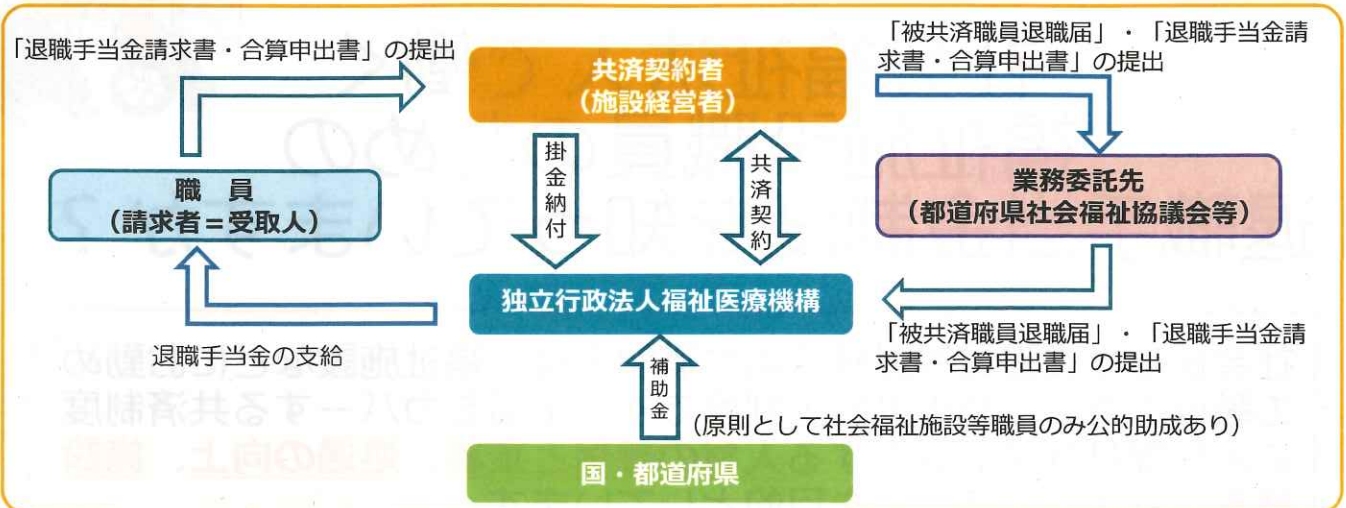 「退職手当金請求書・合算申出書」の提出
共済契約者
（施設経営者）
「被共済職員退職届」・「退職手当金請
求書・合算申出書」の提出
職　員
（請求者＝受取人）
掛金納付
共済契約
業務委託先
（都道府県社会福祉協議会等）
独立行政法人福祉医療機構
退職手当金の支給
「被共済職員退職届」・「退職手当金請
求書・合算申出書」の提出
補助金
（原則として社会福祉施設等職員のみ公的助成あり）
国・都道府県